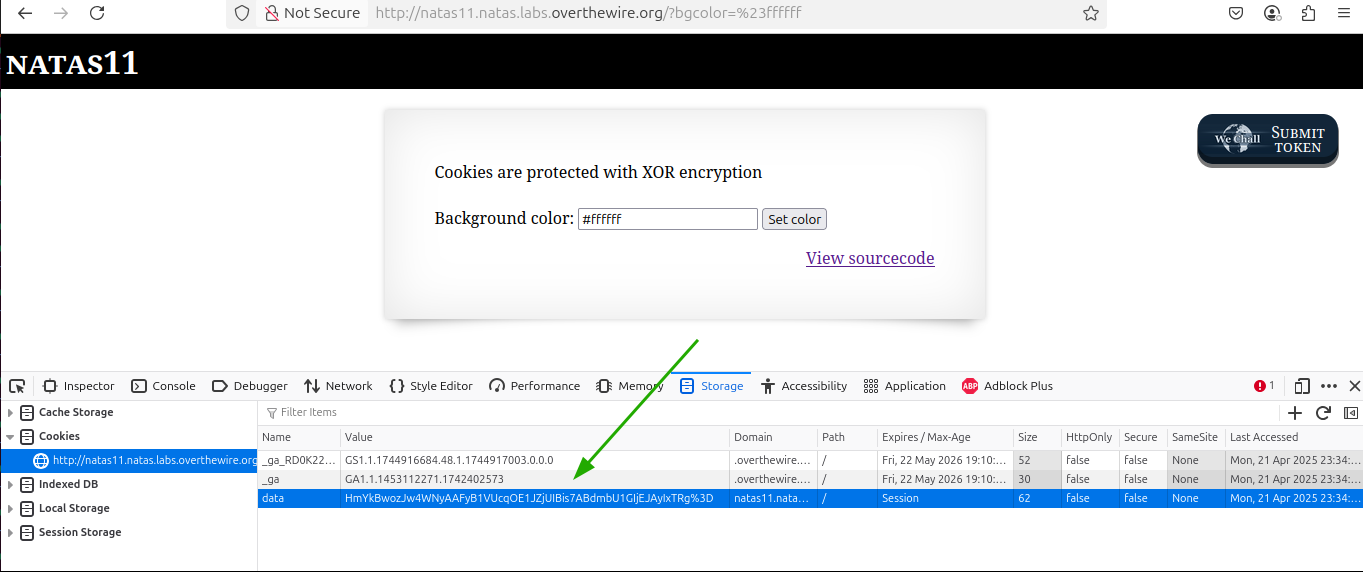 Not Secure http://natas11.natas.labs.overthewire.org/?bgcolor=%23ffffff
NATAS11
We Chall SUBMIT TOKEN
Cookies are protected with XOR encryption
Background color: #ffffff Set color
View sourcecode
Inspector Console Debugger Network Style Editor Performance Memory Storage Accessibility Application ABP Adblock Plus 1
Cache Storage Filter Items
Cookies Name Value Domain Path Expires / Max-Age Size HttpOnly Secure SameSite Last Accessed
http://natas11.natas.labs.overthewire.org _ga_RD0K22... GS1.1.1744916684.48.1.1744917003.0.0.0 .overthewire.... / Fri, 22 May 2026 19:10:... 52 false false None Mon, 21 Apr 2025 23:34:...
Indexed DB _ga GA1.1.1453112271.1742402573 .overthewire.... / Fri, 22 May 2026 19:10:... 30 false false None Mon, 21 Apr 2025 23:34:...
Local Storage data HmYkBwozJw4WNyAAFyB1VUcqOE1JZjUIBis7ABdmbU1GIjEJAyIxTRg%3D natas11.nata... / Session 62 false false None Mon, 21 Apr 2025 23:34:...
Session Storage